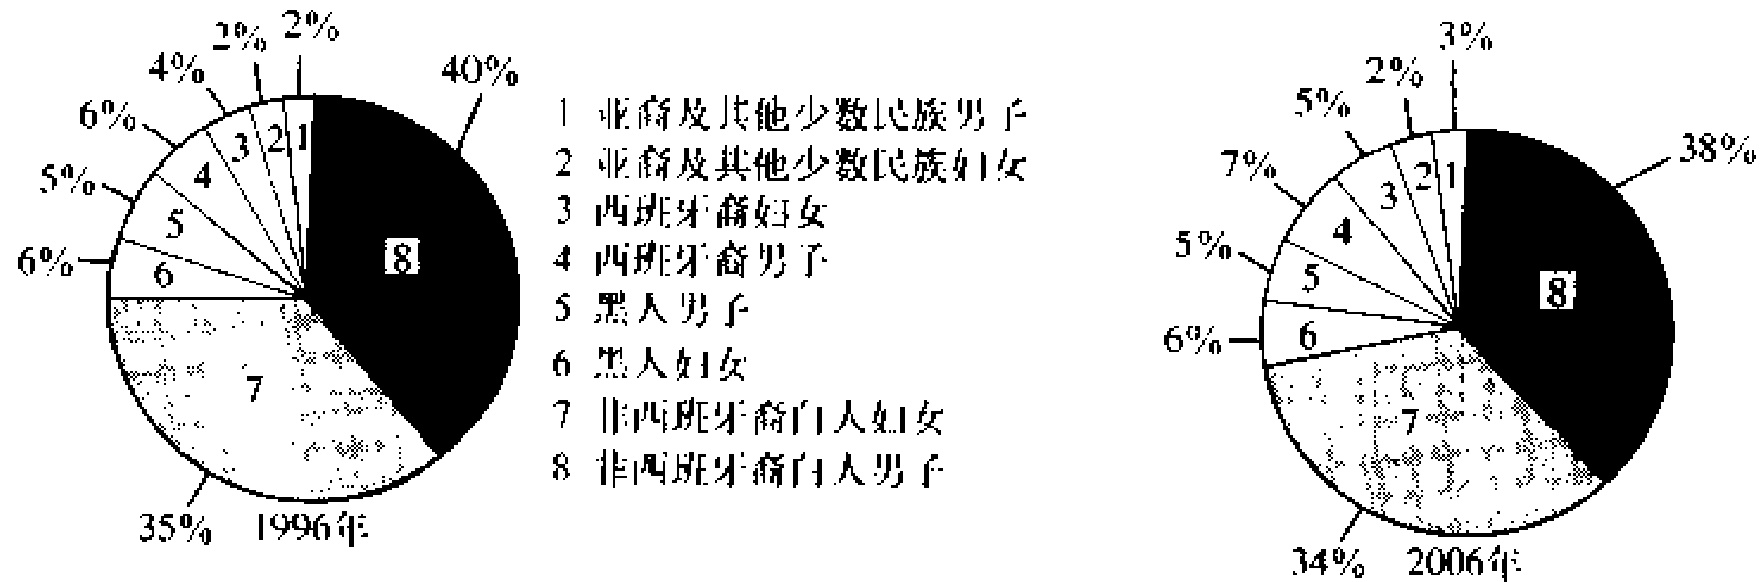 2% 2%
4% 40%
6%
5%
6%
1
2
3
4
5
6
7
8
35% 1996年
1 亚裔及其他少数民族男子
2 亚裔及其他少数民族妇女
3 西班牙裔妇女
4 西班牙裔男子
5 黑人男子
6 黑人妇女
7 非西班牙裔白人妇女
8 非西班牙裔白人男子
3%
2%
5%
38%
7%
5%
6%
1
2
3
4
5
6
7
8
34% 2006年